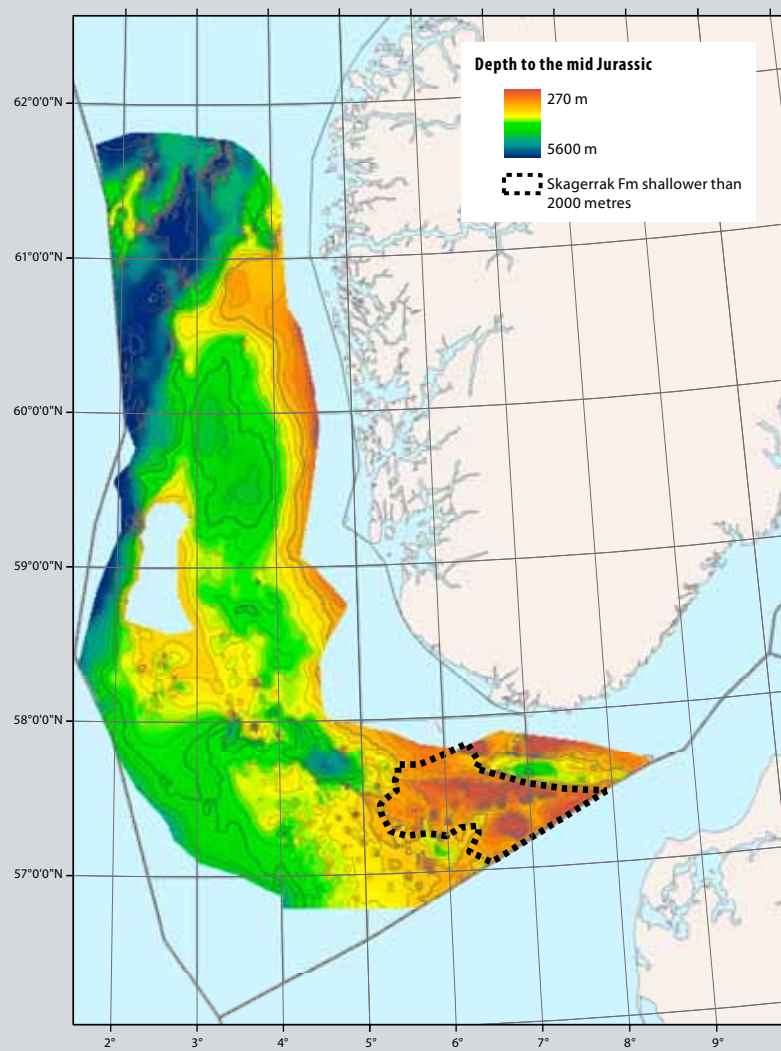 Depth to the mid Jurassic
270 m
5600 m
Skagerrak Fm shallower than
2000 metres
62°0'0"N
61°0'0"N
60°0'0"N
59°0'0"N
58°0'0"N
57°0'0"N
2° 3° 4° 5° 6° 7° 8° 9°